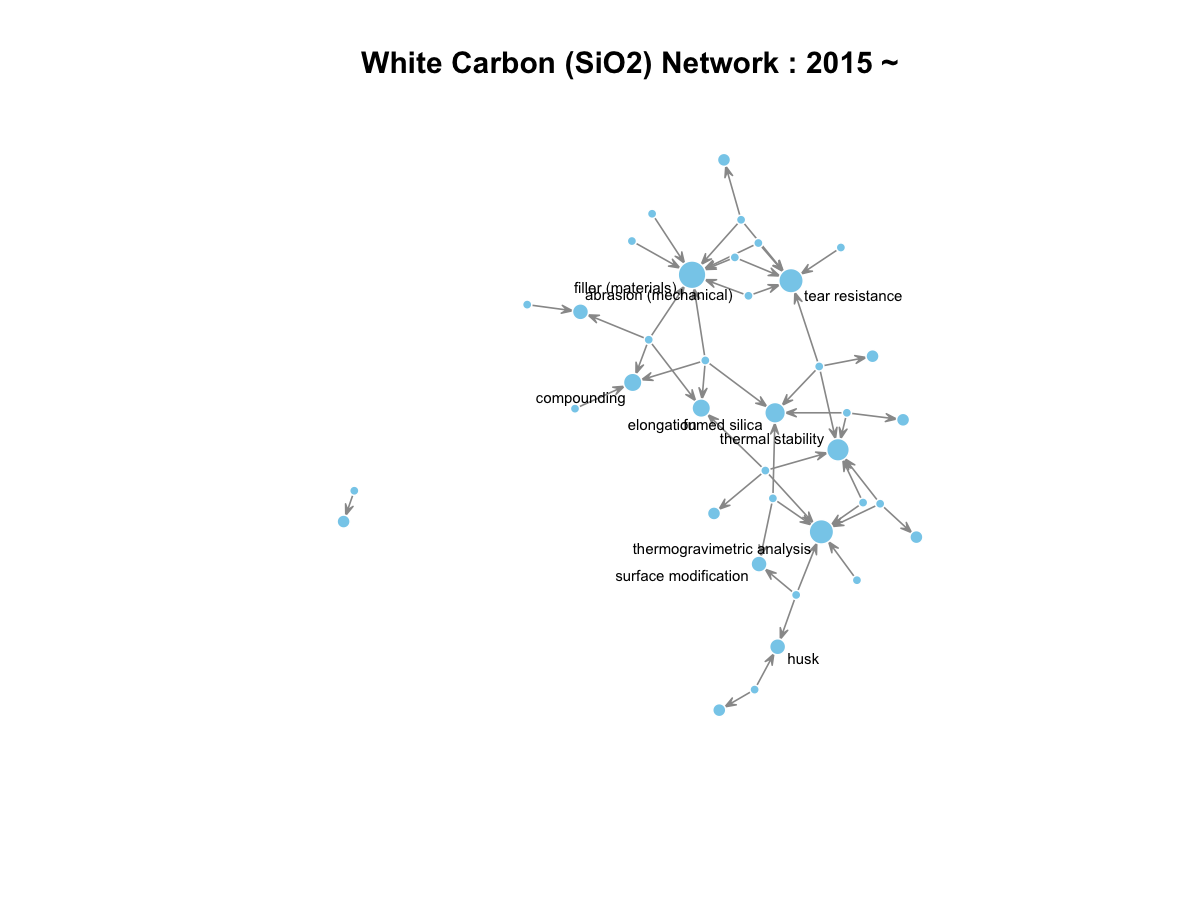 White Carbon (SiO2) Network : 2015 ~
filler (materials)
abrasion (mechanical)
tear resistance
compounding
elongation
fumed silica
thermal stability
thermogravimetric analysis
surface modification
husk